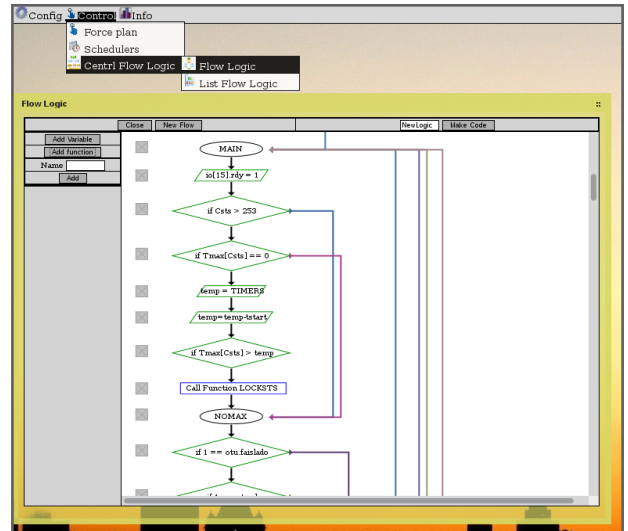 Config Control Info
Force plan
Schedulers
Centrl Flow Logic Flow Logic
List Flow Logic
Flow Logic
Close New Flow NewLogic Make Code
Add Variable
Add function
Name
Add
MAIN
io[15].rdy = 1
if Csts > 253
if Tmax[Csts] == 0
temp = TIMERS
temp=temp-tstart
if Tmax[Csts] > temp
Call Function LOCKSTS
NOMAX
if 1 == otu.faislado